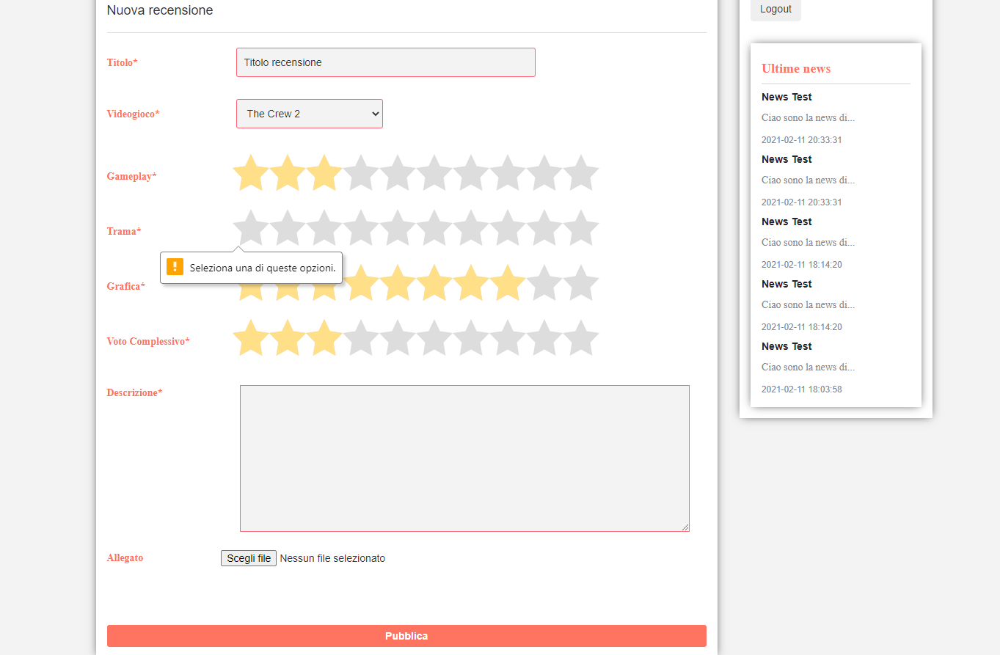 Nuova recensione
Titolo*
Titolo recensione
Videogioco*
The Crew 2
Gameplay*
Trama*
Seleziona una di queste opzioni.
Grafica*
Voto Complessivo*
Descrizione*
Allegato
Scegli file Nessun file selezionato
Pubblica
Logout
Ultime news
News Test
Ciao sono la news di...
2021-02-11 20:33:31
News Test
Ciao sono la news di...
2021-02-11 20:33:31
News Test
Ciao sono la news di...
2021-02-11 18:14:20
News Test
Ciao sono la news di...
2021-02-11 18:14:20
News Test
Ciao sono la news di...
2021-02-11 18:03:58